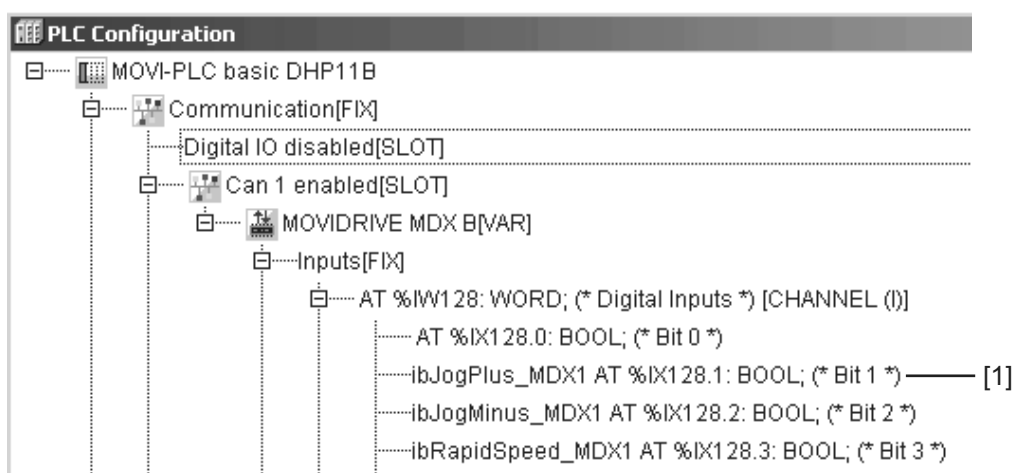 PLC Configuration
MOVI-PLC basic DHP11B
Communication[FIX]
Digital IO disabled[SLOT]
Can 1 enabled[SLOT]
MOVIDRIVE MDX B[VAR]
Inputs[FIX]
AT %IW128: WORD; (* Digital Inputs *) [CHANNEL (I)]
AT %IX128.0: BOOL; (* Bit 0 *)
ibJogPlus_MDX1 AT %IX128.1: BOOL; (* Bit 1 *) [1]
ibJogMinus_MDX1 AT %IX128.2: BOOL; (* Bit 2 *)
ibRapidSpeed_MDX1 AT %IX128.3: BOOL; (* Bit 3 *)